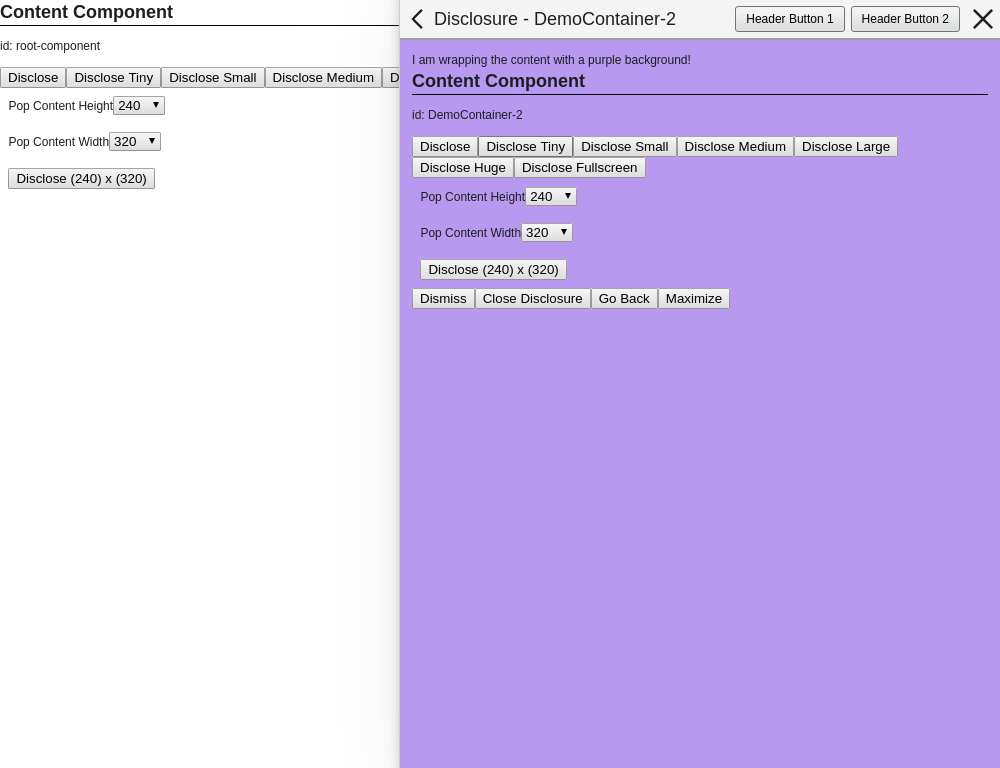 Content Component
id: root-component
Disclose Disclose Tiny Disclose Small Disclose Medium D
Pop Content Height 240
Pop Content Width 320
Disclose (240) x (320)
Disclosure - DemoContainer-2 Header Button 1 Header Button 2
I am wrapping the content with a purple background!
Content Component
id: DemoContainer-2
Disclose Disclose Tiny Disclose Small Disclose Medium Disclose Large
Disclose Huge Disclose Fullscreen
Pop Content Height 240
Pop Content Width 320
Disclose (240) x (320)
Dismiss Close Disclosure Go Back Maximize